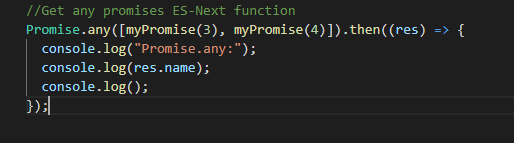 //Get any promises ES-Next function
Promise.any([myPromise(3), myPromise(4)]).then((res) => {
  console.log("Promise.any:");
  console.log(res.name);
  console.log();
});